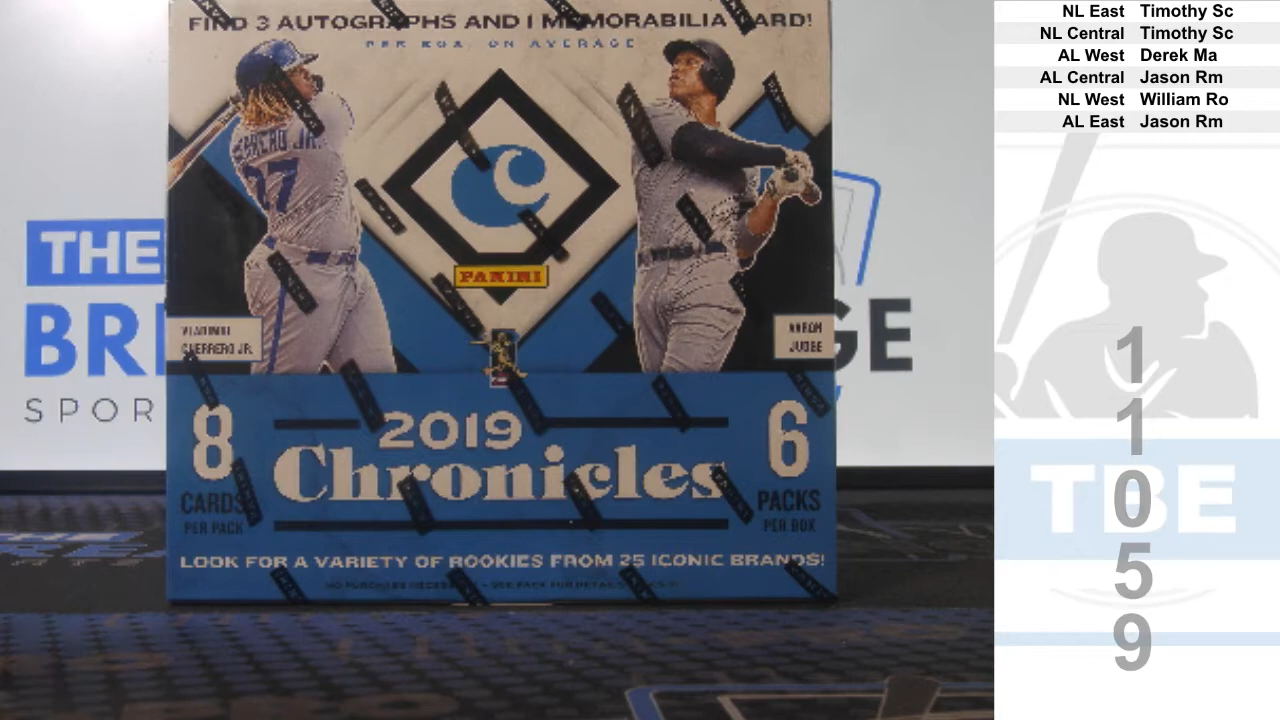 FIND 3 AUTOGRAPHS AND 1 MEMORABILIA CARD!
PER BOX, ON AVERAGE
GUERRERO JR.
27
C
PANINI
VLADIMIR
GUERRERO JR.
AARON
JUDGE
8
CARDS
PER PACK
2019
Chronicles
6
PACKS
PER BOX
LOOK FOR A VARIETY OF ROOKIES FROM 25 ICONIC BRANDS!
THE
BR
GE
SPOR
NL East Timothy Sc
NL Central Timothy Sc
AL West Derek Ma
AL Central Jason Rm
NL West William Ro
AL East Jason Rm
TBE
1
1
0
5
9